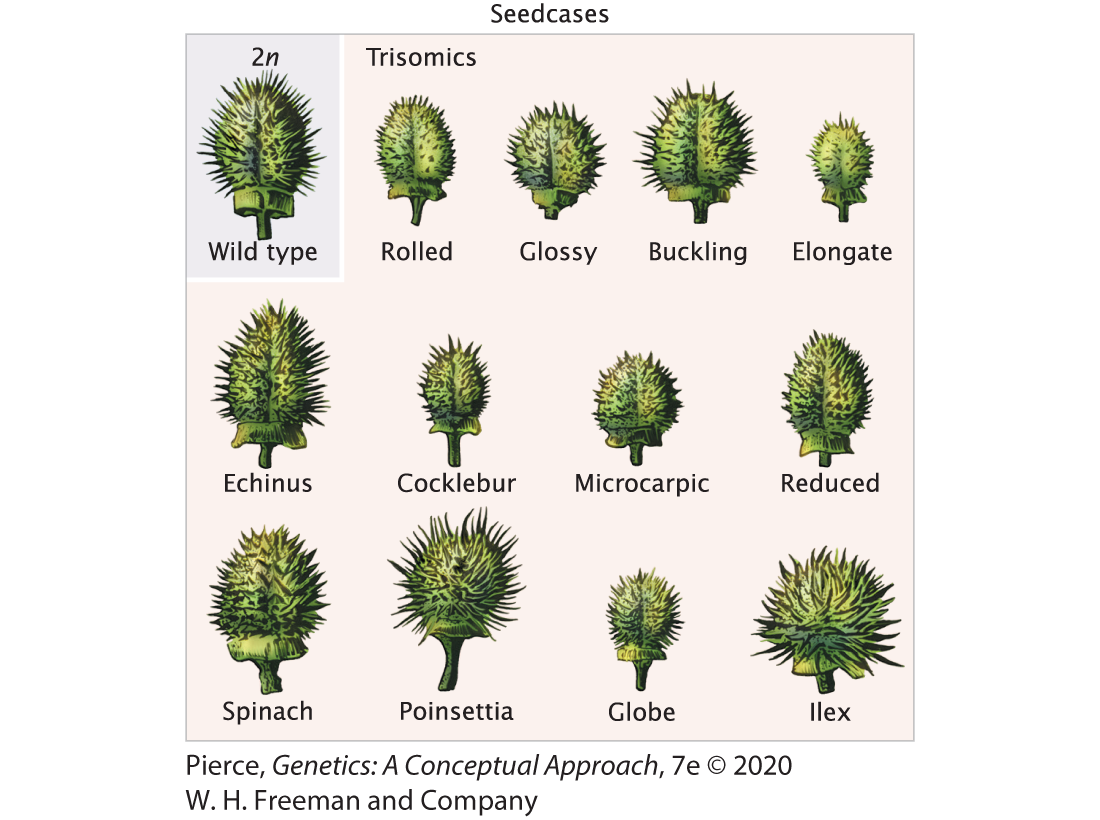 Seedcases
2n Trisomics
Wild type Rolled Glossy Buckling Elongate
Echinus Cocklebur Microcarpic Reduced
Spinach Poinsettia Globe Ilex
Pierce, Genetics: A Conceptual Approach, 7e © 2020
W. H. Freeman and Company